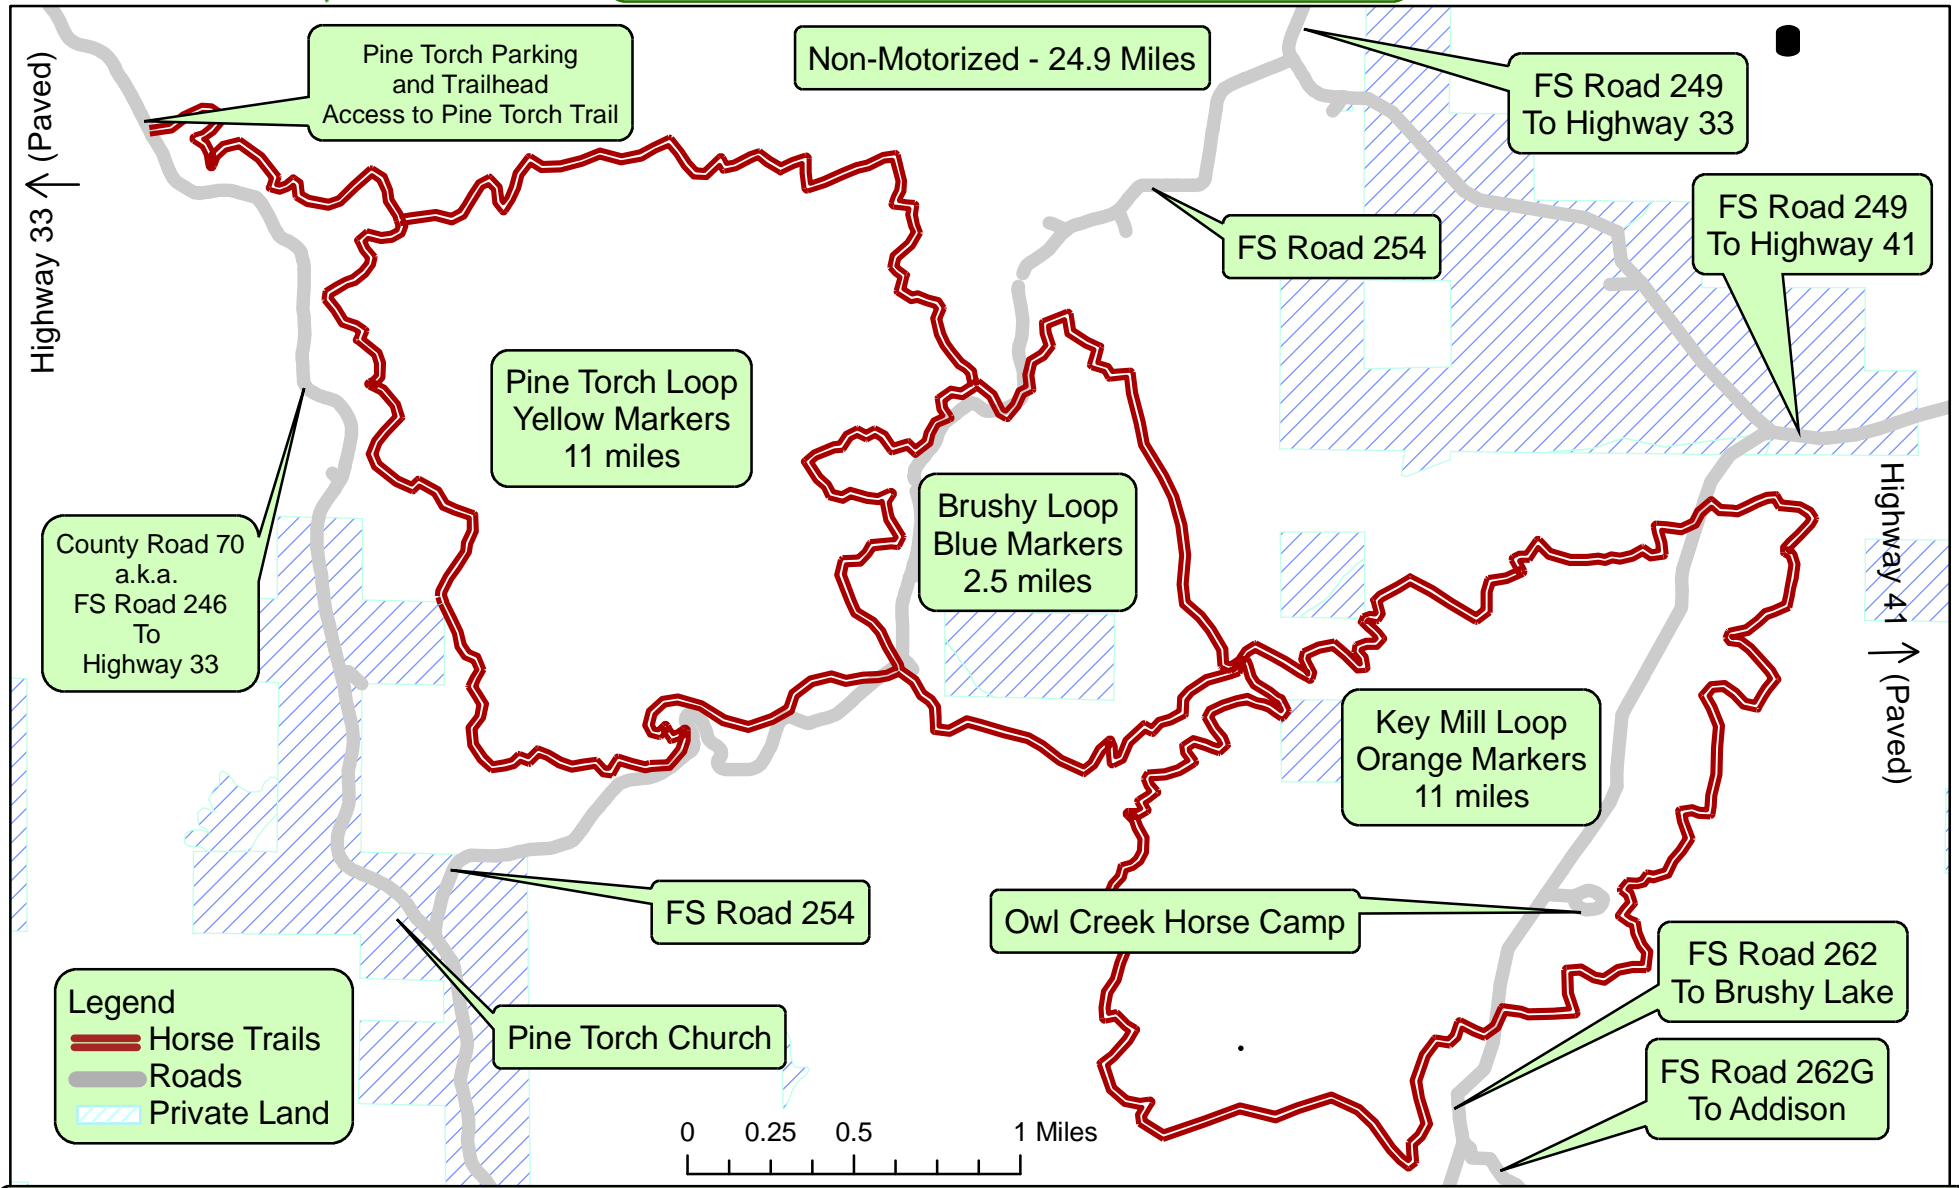 Pine Torch Parking
and Trailhead
Access to Pine Torch Trail
Non-Motorized - 24.9 Miles
FS Road 249
To Highway 33
Highway 33 ↑ (Paved)
FS Road 249
To Highway 41
FS Road 254
Pine Torch Loop
Yellow Markers
11 miles
Brushy Loop
Blue Markers
2.5 miles
County Road 70
a.k.a.
FS Road 246
To
Highway 33
Highway 41 ↑ (Paved)
Key Mill Loop
Orange Markers
11 miles
FS Road 254
Owl Creek Horse Camp
FS Road 262
To Brushy Lake
Pine Torch Church
FS Road 262G
To Addison
Legend
Horse Trails
Roads
Private Land
0 0.25 0.5 1 Miles